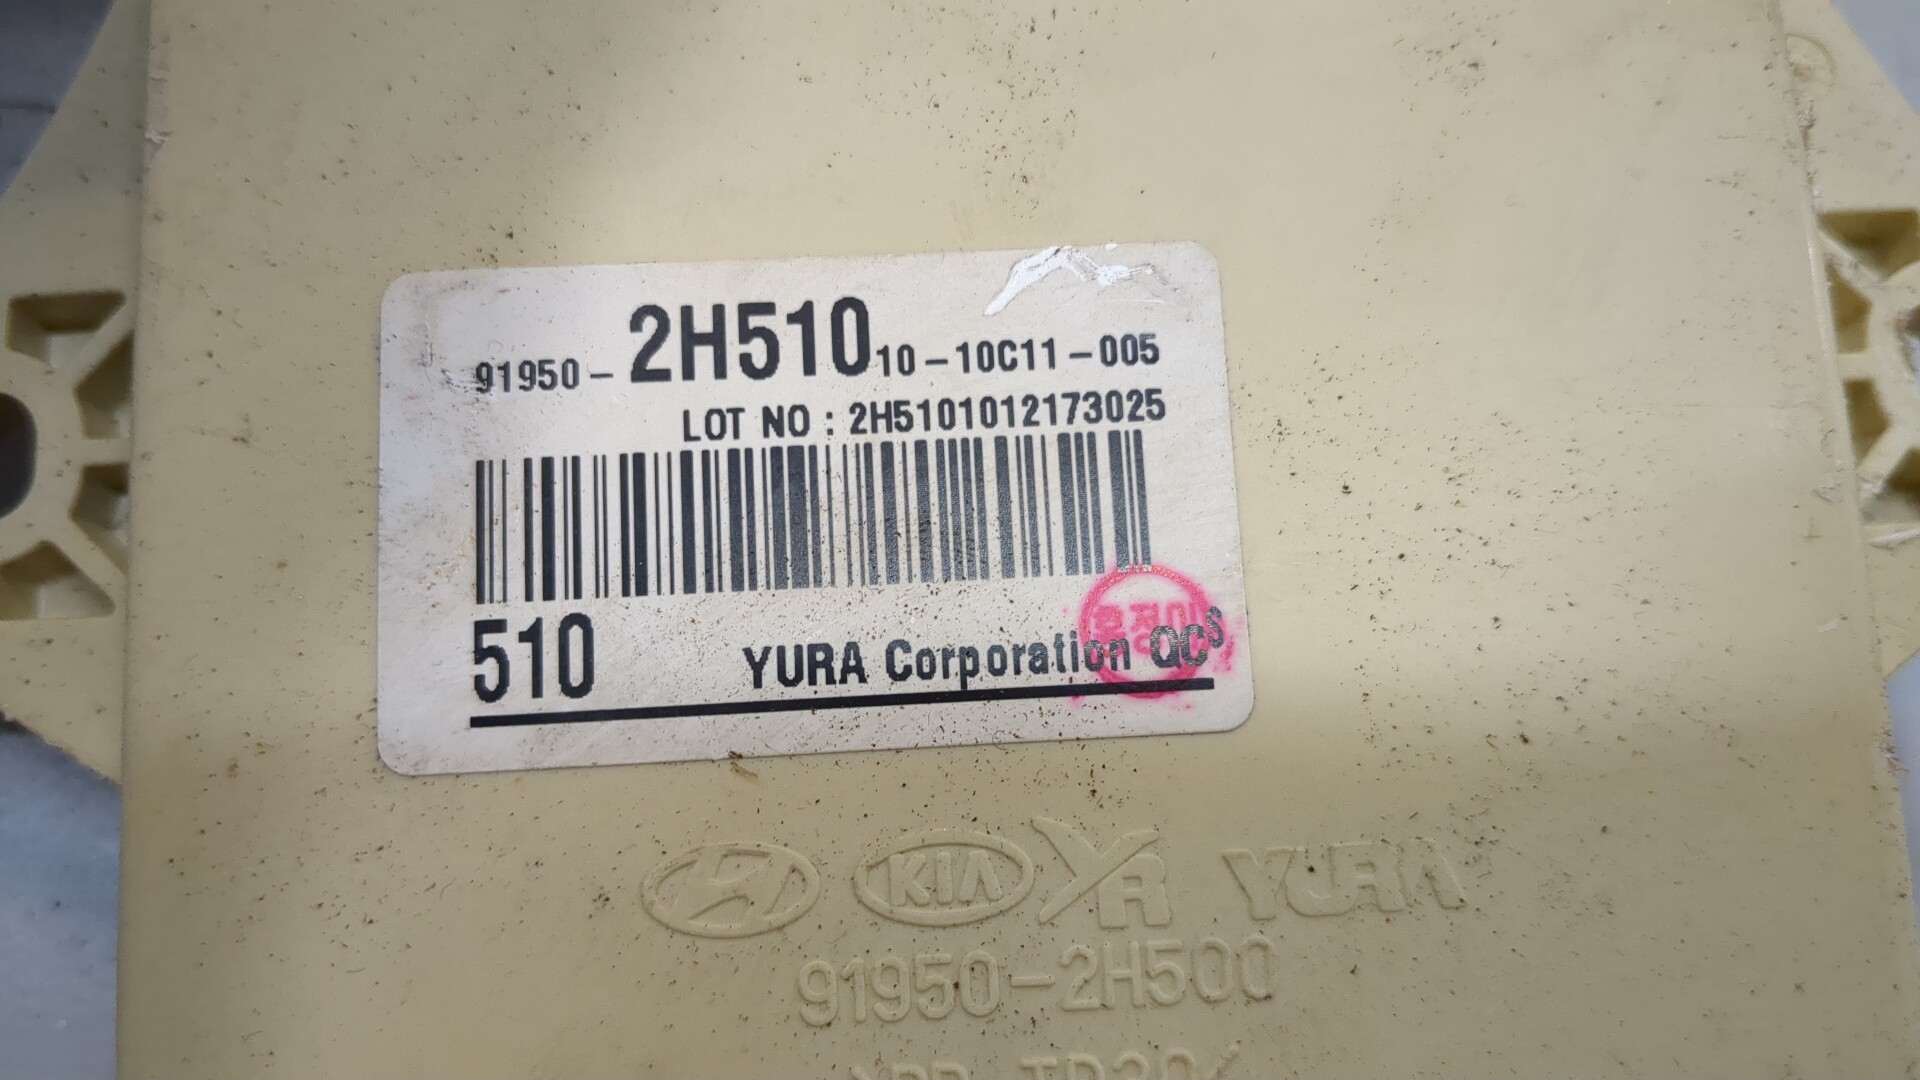 91950-2H510 10-10C11-005
LOT NO : 2H5101012173025
510 YURA Corporation QCS
KIA YR YURA
91950-2H500